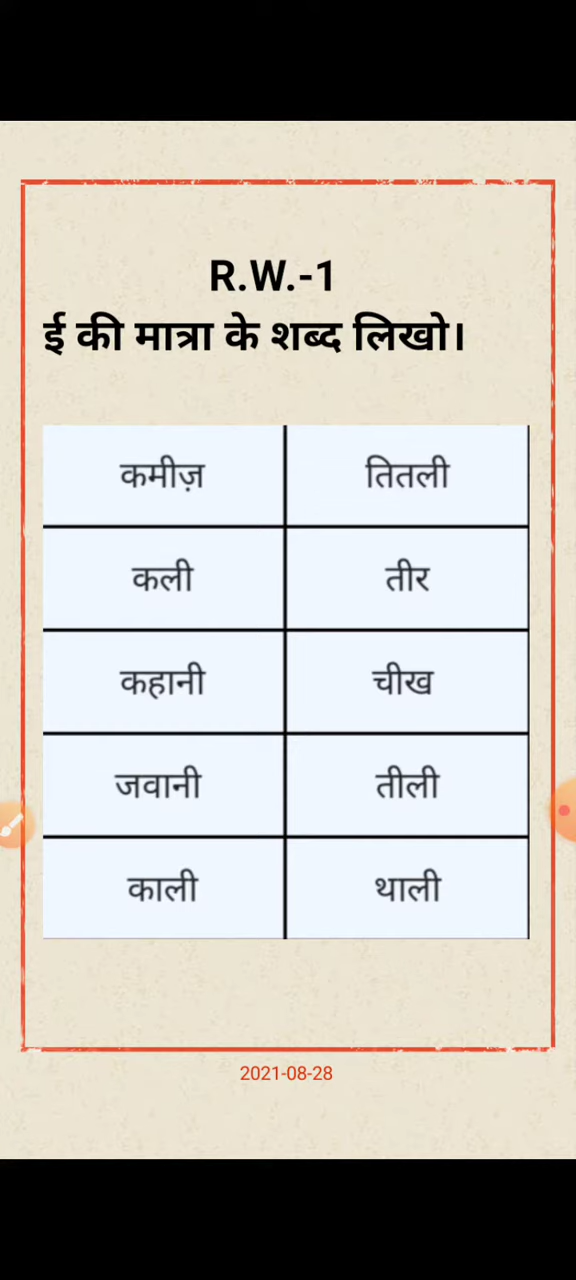 R.W.-1
ई की मात्रा के शब्द लिखो।
कमीज़ तितली
कली तीर
कहानी चीख
जवानी तीली
काली थाली
2021-08-28